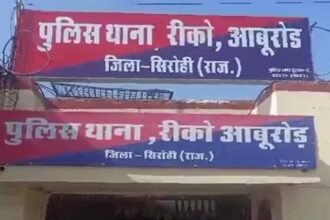 पुलिस थाना, रीको, आबूरोड
जिला-सिरोही (राज.)
पुलिस थाना, रीको आबूरोड़
जिला-सिरोही (राज.)